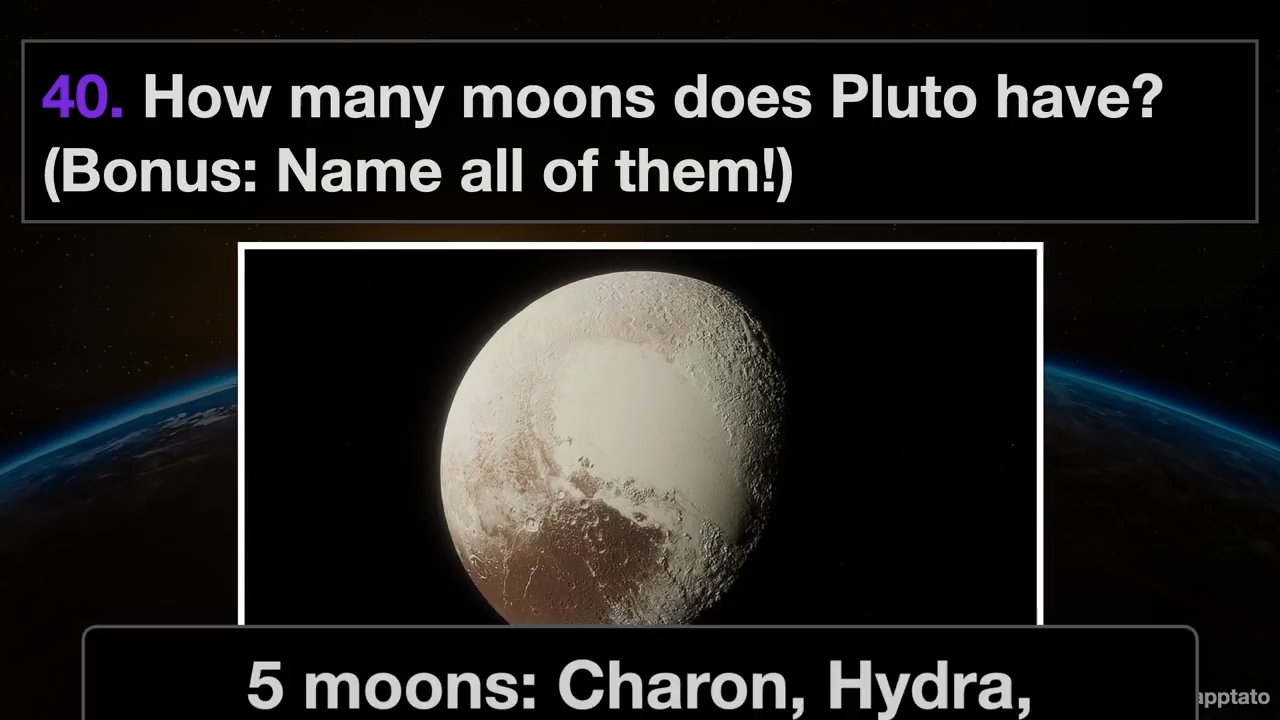 40. How many moons does Pluto have?
(Bonus: Name all of them!)
5 moons: Charon, Hydra,
apptato